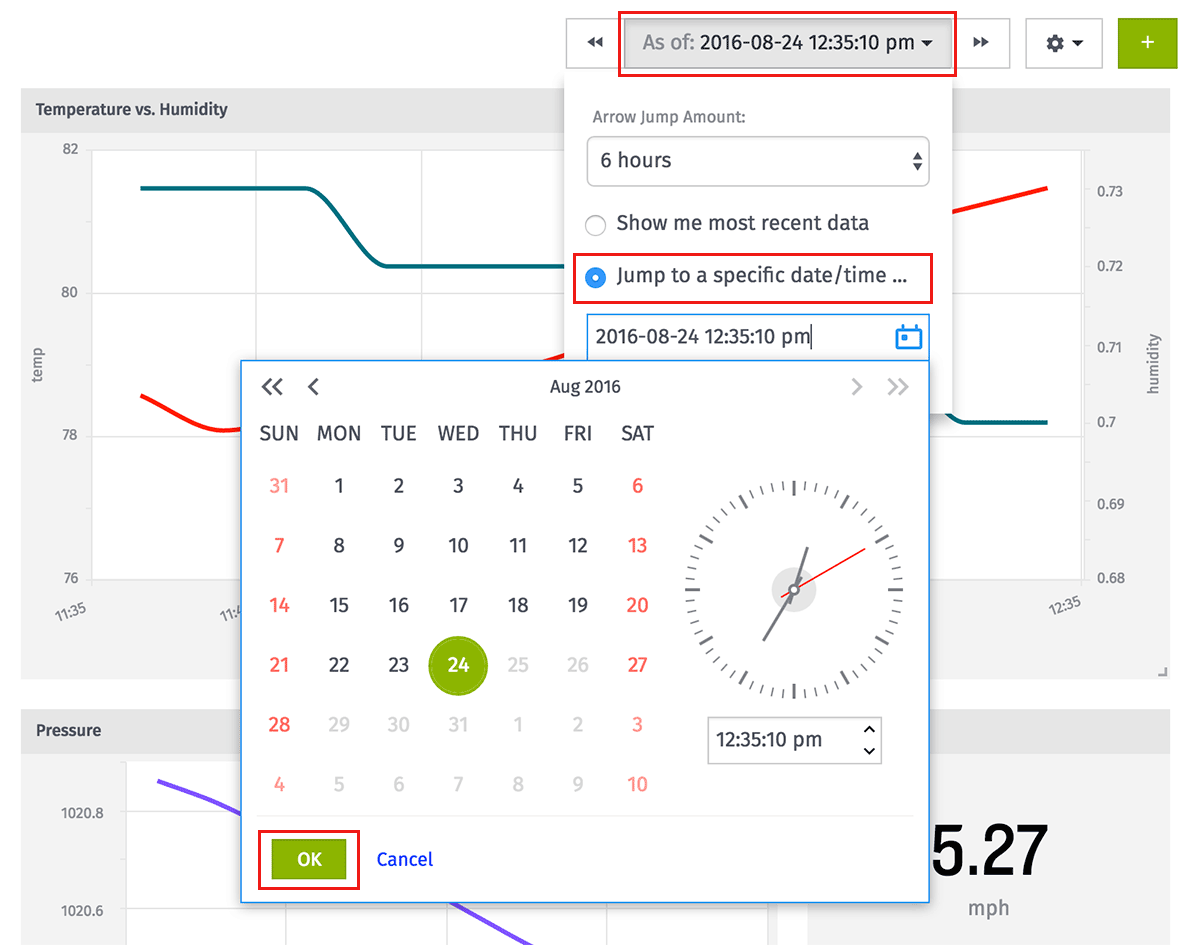 As of: 2016-08-24 12:35:10 pm
+
Temperature vs. Humidity
Arrow Jump Amount:
6 hours
Show me most recent data
Jump to a specific date/time ...
2016-08-24 12:35:10 pm
82
80
78
76
temp
11:35
11:4
12:35
0.73
0.72
0.71
0.7
0.69
0.68
humidity
Aug 2016
SUN MON TUE WED THU FRI SAT
31 1 2 3 4 5 6
7 8 9 10 11 12 13
14 15 16 17 18 19 20
21 22 23 24 25 26 27
28 29 30 31 1 2 3
4 5 6 7 8 9 10
12:35:10 pm
OK Cancel
Pressure
1020.8
1020.6
5.27
mph